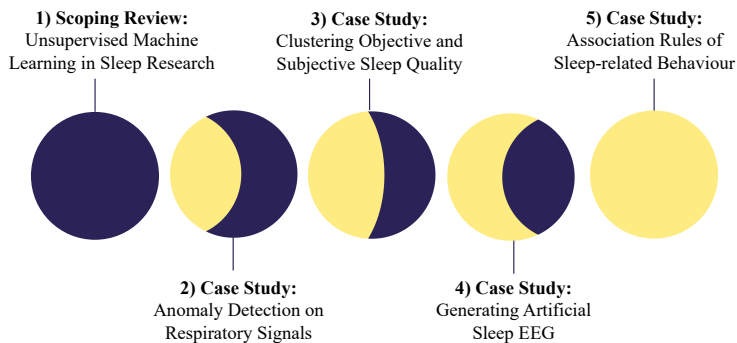 1) Scoping Review:
Unsupervised Machine
Learning in Sleep Research
2) Case Study:
Anomaly Detection on
Respiratory Signals
3) Case Study:
Clustering Objective and
Subjective Sleep Quality
4) Case Study:
Generating Artificial
Sleep EEG
5) Case Study:
Association Rules of
Sleep-related Behaviour